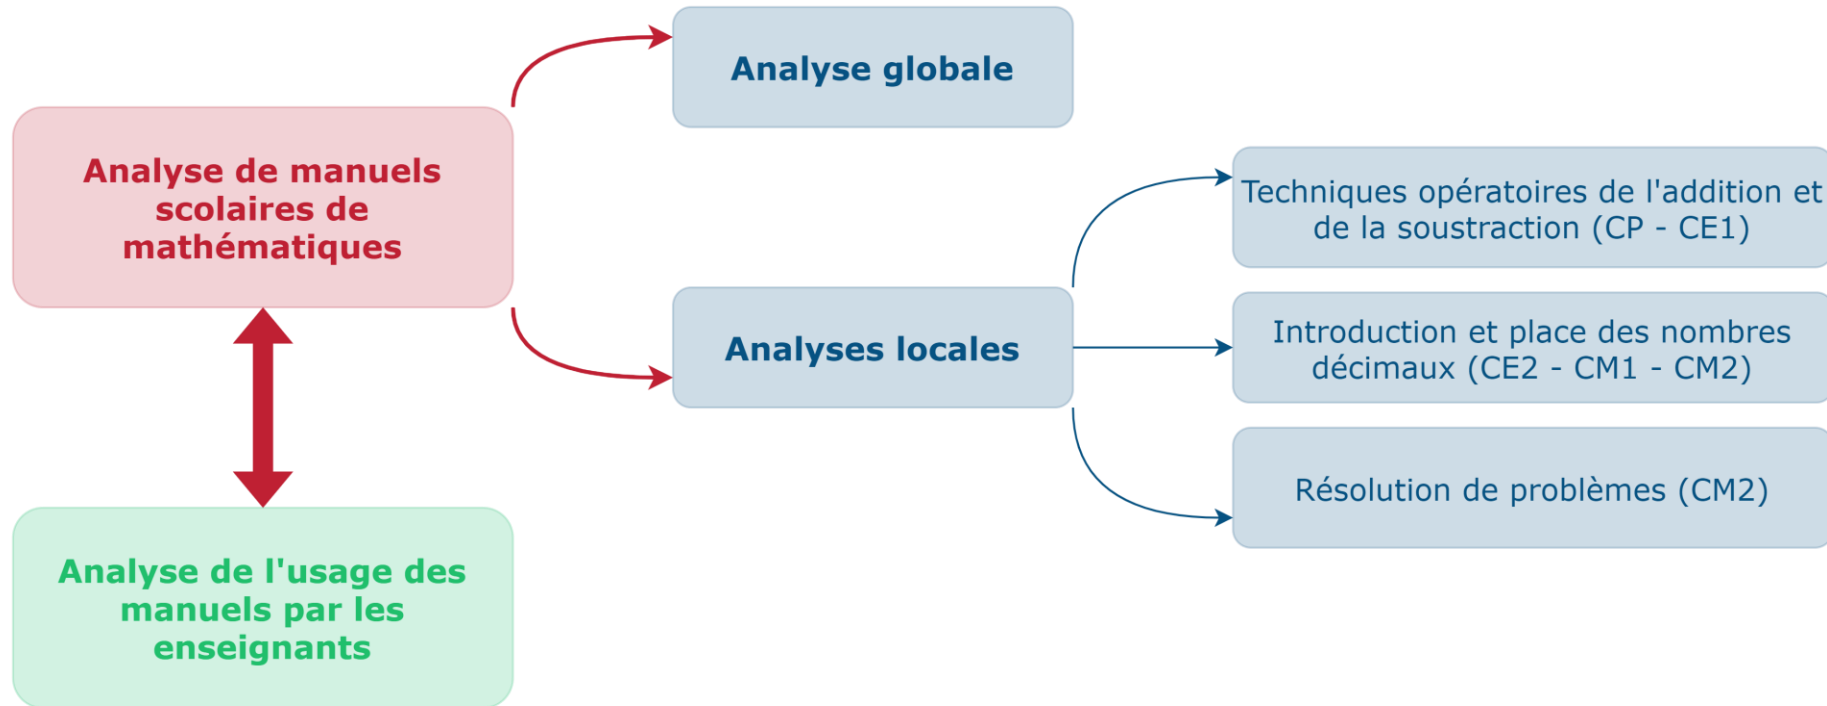 Analyse globale
Analyse de manuels
scolaires de
mathématiques
Techniques opératoires de l'addition et
de la soustraction (CP - CE1)
Analyses locales
Introduction et place des nombres
décimaux (CE2 - CM1 - CM2)
Résolution de problèmes (CM2)
Analyse de l'usage des
manuels par les
enseignants